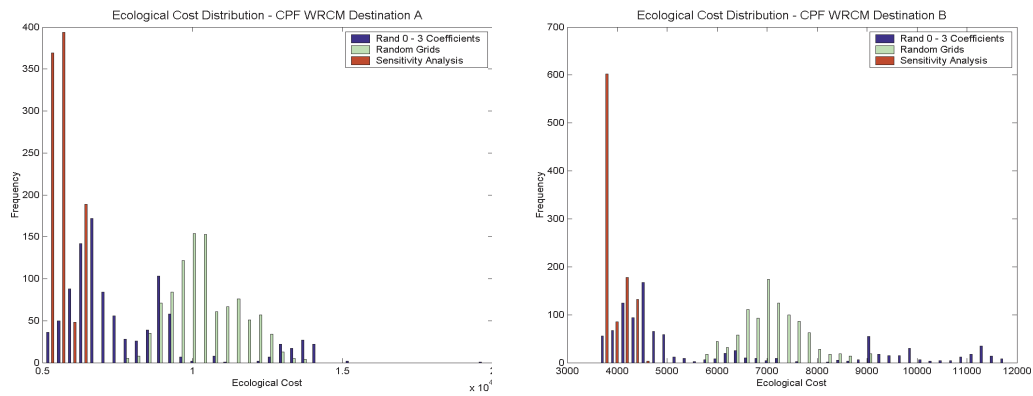 Ecological Cost Distribution - CPF WRCM Destination A
400
350
300
250
200
150
100
50
0
Frequency
Rand 0 - 3 Coefficients
Random Grids
Sensitivity Analysis
0.5
1
1.5
Ecological Cost
x 10
Ecological Cost Distribution - CPF WRCM Destination B
700
600
500
400
300
200
100
0
Frequency
Rand 0 - 3 Coefficients
Random Grids
Sensitivity Analysis
3000 4000 5000 6000 7000 8000 9000 10000 11000 12000
Ecological Cost